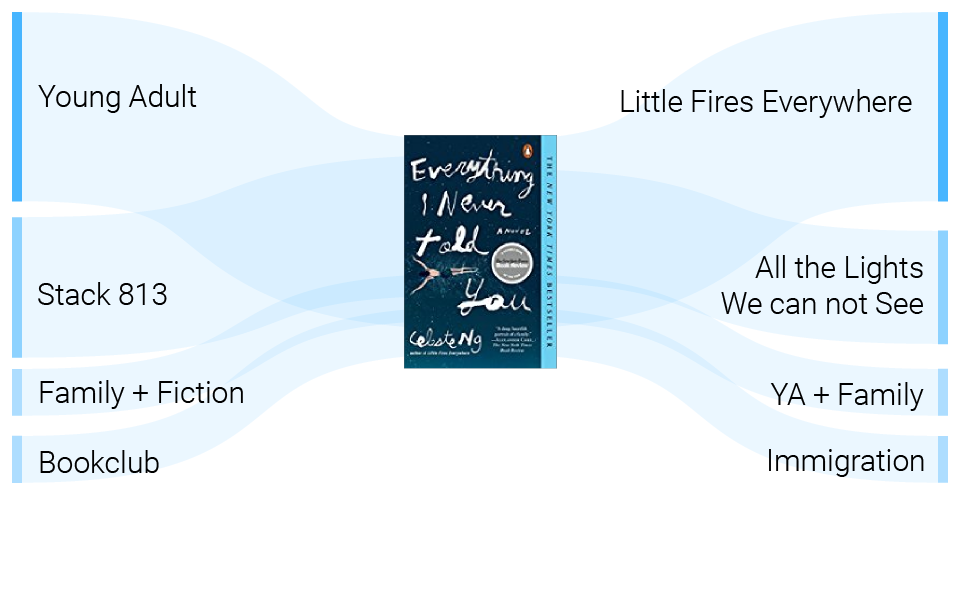 Young Adult
Stack 813
Family + Fiction
Bookclub
Everything
I Never
told
A NOVEL
You
Celeste Ng
author of Little Fires Everywhere
THE NEW YORK TIMES BESTSELLER
Little Fires Everywhere
All the Lights
We can not See
YA + Family
Immigration